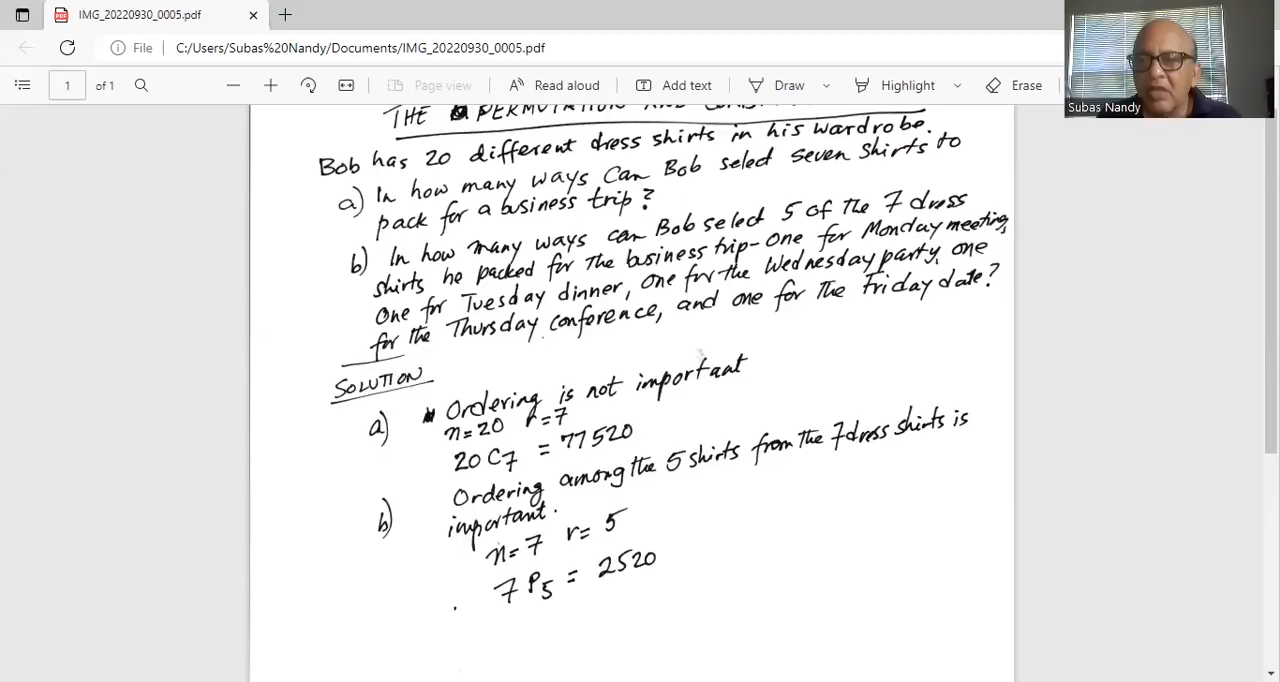 IMG_20220930_0005.pdf
File C:/Users/Subas%20Nandy/Documents/IMG_20220930_0005.pdf
1 of 1 Page view Read aloud Add text Draw Highlight Erase
Subas Nandy
THE PERMUTATION AND
Bob has 20 different dress shirts in his wardrobe.
a) In how many ways can Bob select seven shirts to
pack for a business trip?
b) In how many ways can Bob select 5 of the 7 dress
shirts he packed for the business trip - one for Monday meeting,
one for Tuesday dinner, one for the Wednesday party, one
for the Thursday conference, and one for the Friday date?
SOLUTION
a) Ordering is not important
n=20 r=7
20 C7 = 77520
b) Ordering among the 5 shirts from the 7 dress shirts is
important.
n=7 r=5
7 P5 = 2520